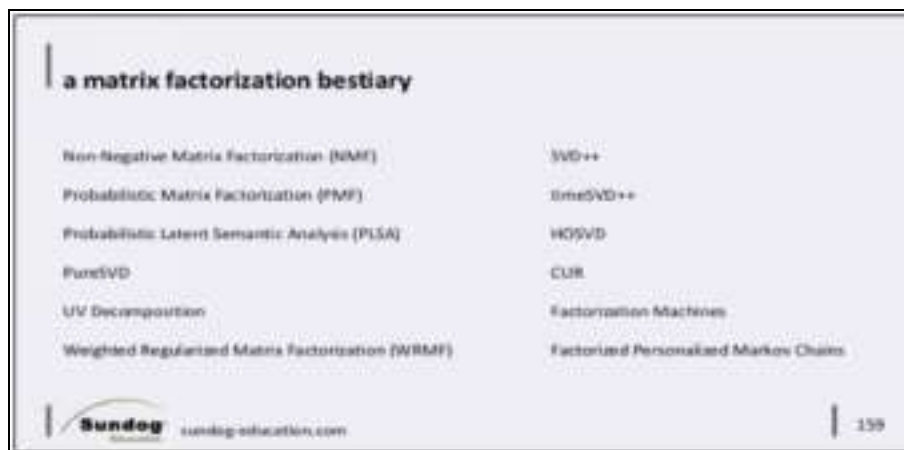 a matrix factorization bestiary
Non-Negative Matrix Factorization (NMF)
Probabilistic Matrix Factorization (PMF)
Probabilistic Latent Semantic Analysis (PLSA)
PureSVD
UV Decomposition
Weighted Regularized Matrix Factorization (WRMF)
SVD++
timeSVD++
HOSVD
CUR
Factorization Machines
Factorized Personalized Markov Chains
Sundog
sundog-education.com
159